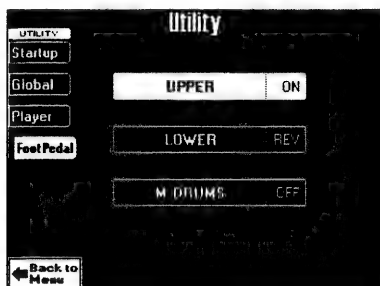 Utility
UTILITY
Startup
Global
Player
FootPedal
UPPER ON
LOWER REV
M DRUMS OFF
Back to
Menu